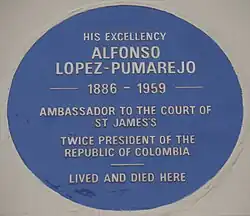 HIS EXCELLENCY
ALFONSO
LOPEZ-PUMAREJO
1886 - 1959
AMBASSADOR TO THE COURT OF
ST JAMES'S
TWICE PRESIDENT OF THE
REPUBLIC OF COLOMBIA
LIVED AND DIED HERE